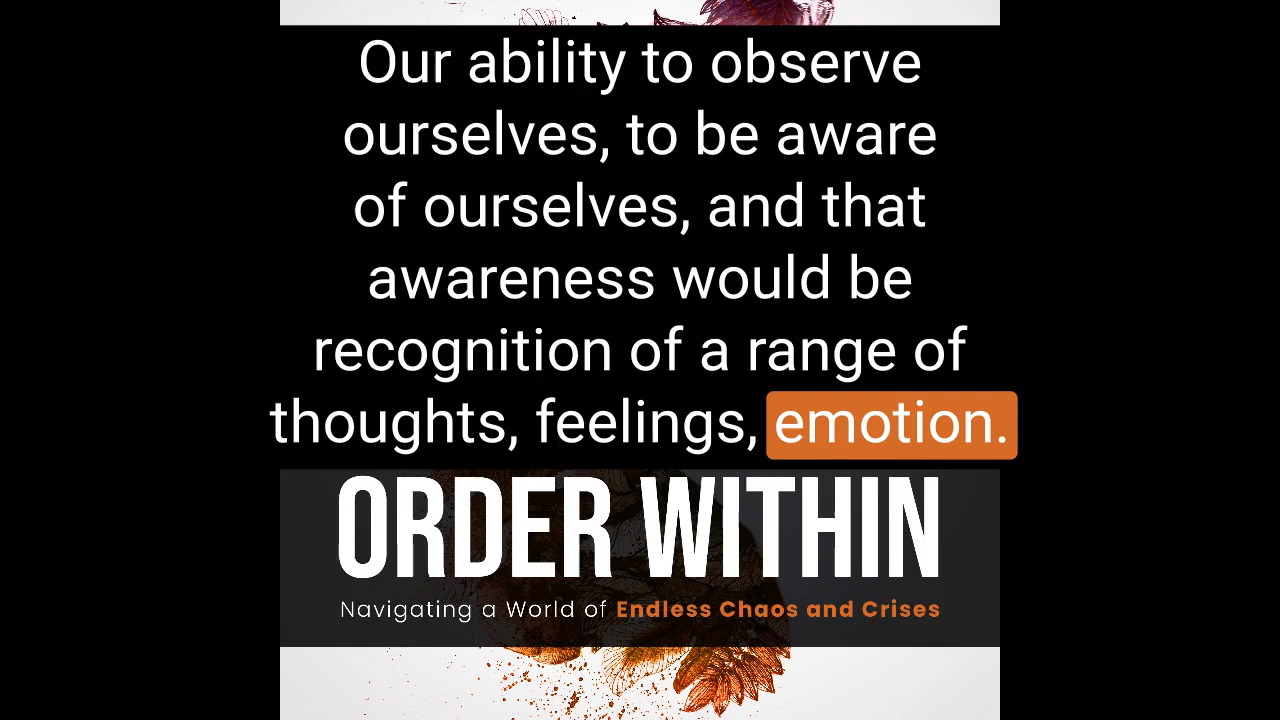 Our ability to observe
ourselves, to be aware
of ourselves, and that
awareness would be
recognition of a range of
thoughts, feelings, emotion.
ORDER WITHIN
Navigating a World of Endless Chaos and Crises